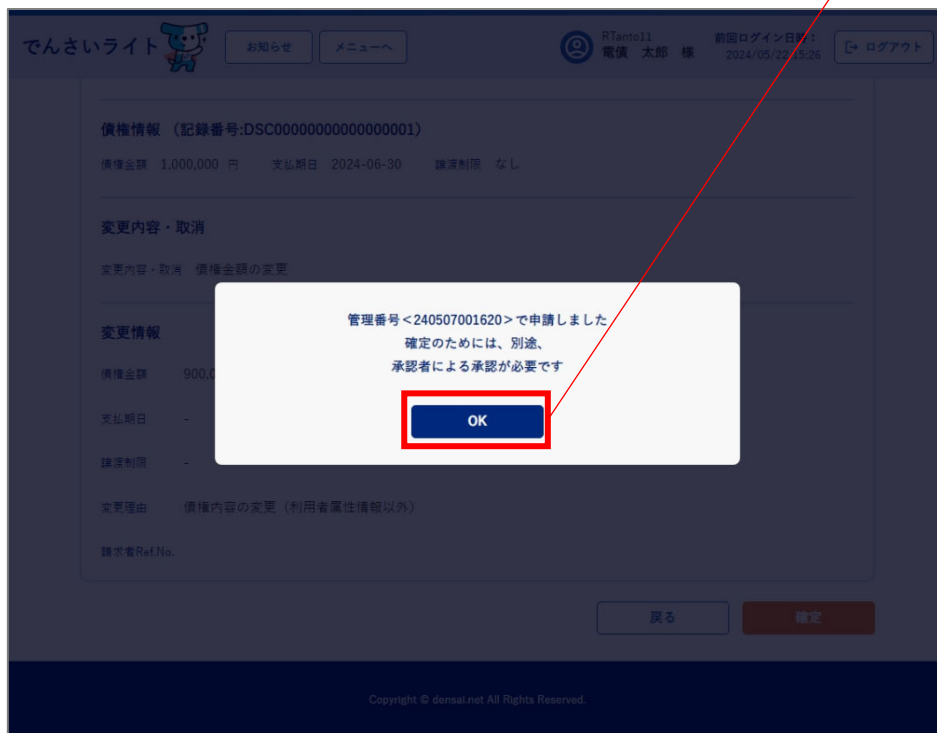 でんさいライト
お知らせ
メニューへ
RTanto11
電債 太郎 様
前回ログイン日時:
2024/05/22 15:26
ログアウト
債権情報 (記録番号:DSC00000000000000001)
債権金額 1,000,000 円 支払期日 2024-06-30 譲渡制限 なし
変更内容・取消
変更内容・取消 債権金額の変更
管理番号<240507001620>で申請しました
確定のためには、別途、
承認者による承認が必要です
OK
変更情報
債権金額 900,0
支払期日 -
譲渡制限 -
変更理由 債権内容の変更(利用者属性情報以外)
請求者Ref.No.
戻る
確定
Copyright © densai.net All Rights Reserved.